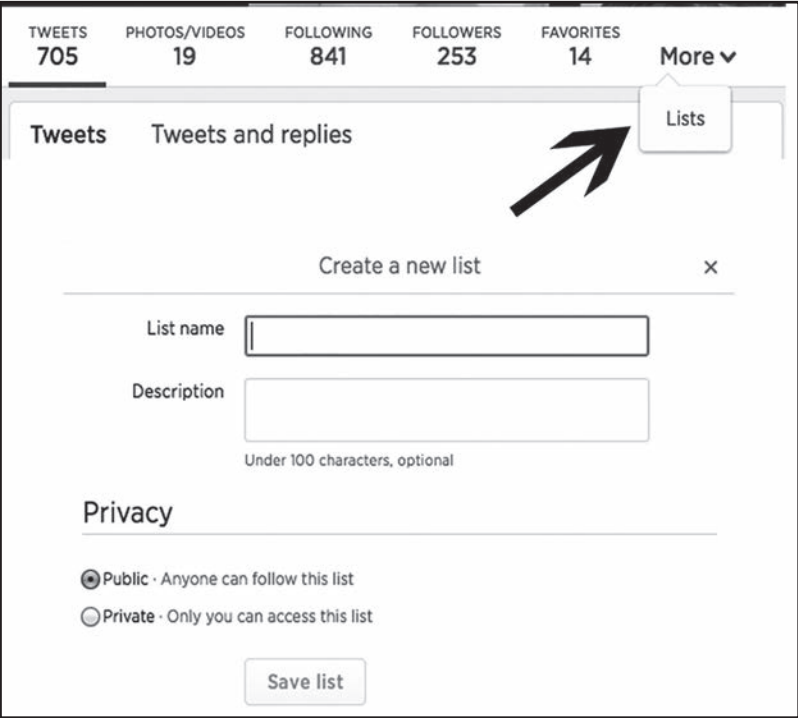 TWEETS PHOTOS/VIDEOS FOLLOWING FOLLOWERS FAVORITES
705 19 841 253 14 More
Lists
Tweets Tweets and replies
Create a new list ×
List name
Description
Under 100 characters, optional
Privacy
Public · Anyone can follow this list
Private · Only you can access this list
Save list